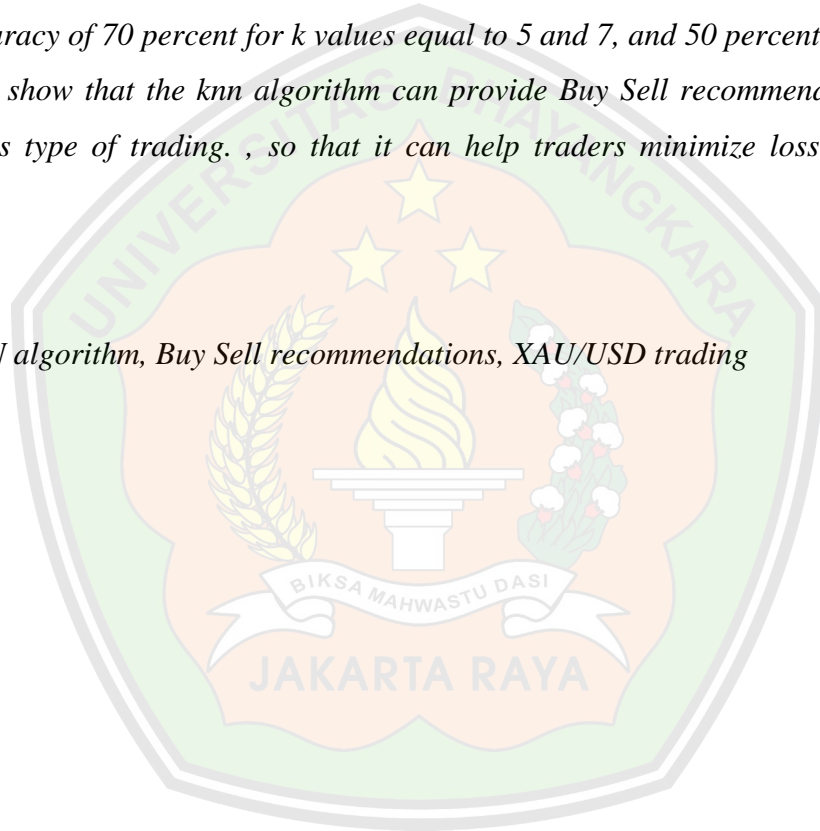 uracy of 70 percent for k values equal to 5 and 7, and 50 percent
show that the knn algorithm can provide Buy Sell recommend
s type of trading. , so that it can help traders minimize loss
algorithm, Buy Sell recommendations, XAU/USD trading
UNIVERSITAS BHAYANGKARA
BIKSA MAHWASTU DASI
JAKARTA RAYA